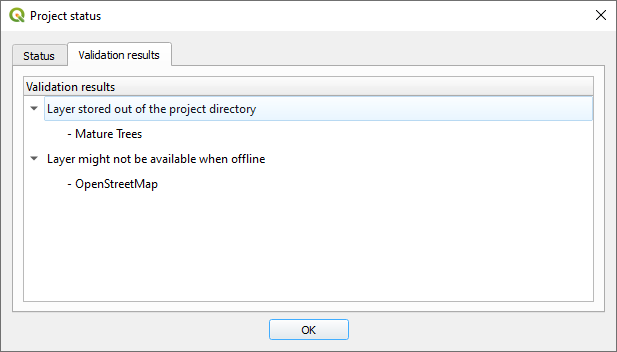 Project status
Status
Validation results
Validation results
Layer stored out of the project directory
- Mature Trees
Layer might not be available when offline
- OpenStreetMap
OK